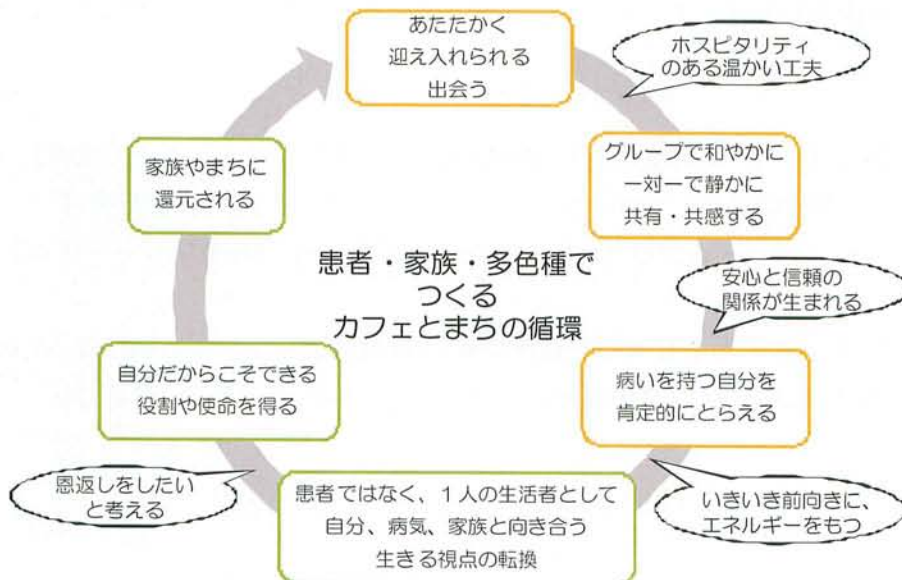 あたたかく
迎え入れられる
出会う
ホスピタリティ
のある温かい工夫
グループで和やかに
一対一で静かに
共有・共感する
安心と信頼の
関係が生まれる
病いを持つ自分を
肯定的にとらえる
いきいき前向きに、
エネルギーをもつ
患者ではなく、１人の生活者として
自分、病気、家族と向き合う
生きる視点の転換
恩返しをしたい
と考える
自分だからこそできる
役割や使命を得る
家族やまちに
還元される
患者・家族・多色種で
つくる
カフェとまちの循環